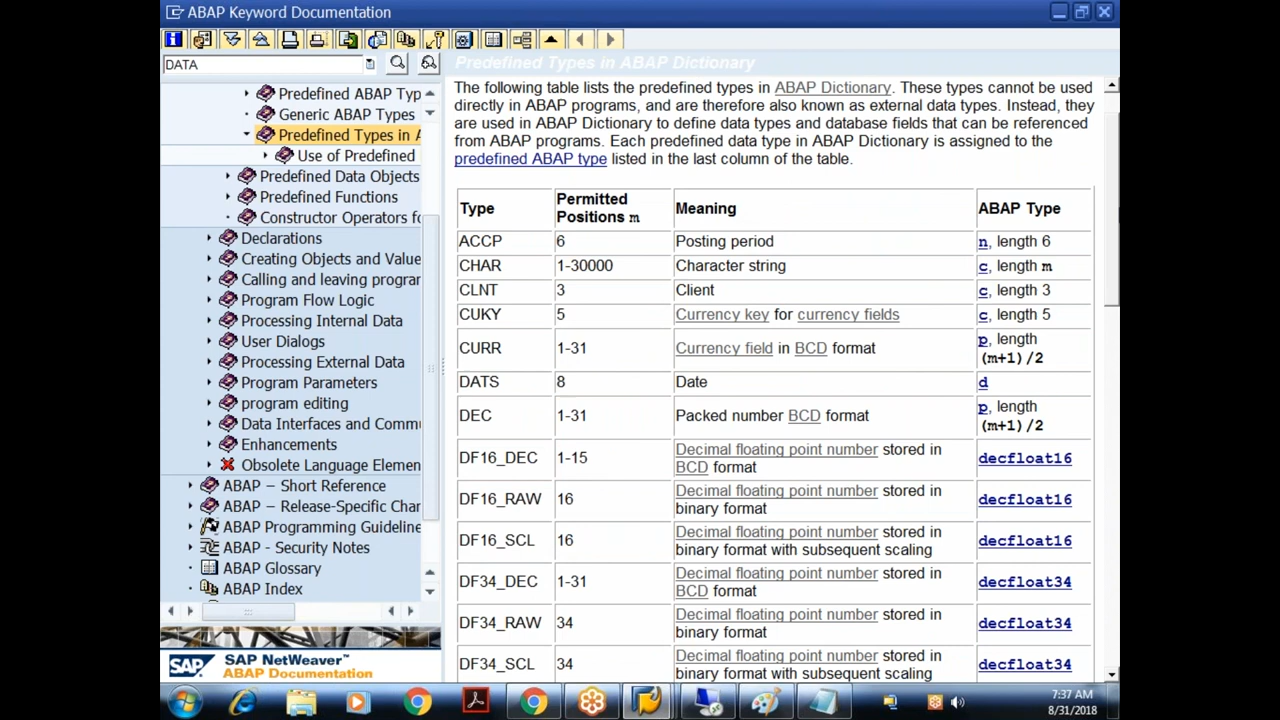 ABAP Keyword Documentation
DATA
Predefined ABAP Typ
Generic ABAP Types
Predefined Types in A
Use of Predefined
Predefined Data Objects
Predefined Functions
Constructor Operators fo
Declarations
Creating Objects and Value
Calling and leaving progran
Program Flow Logic
Processing Internal Data
User Dialogs
Processing External Data
Program Parameters
program editing
Data Interfaces and Commu
Enhancements
Obsolete Language Elemen
ABAP – Short Reference
ABAP – Release-Specific Char
ABAP Programming Guideline
ABAP - Security Notes
ABAP Glossary
ABAP Index
SAP
SAP NetWeaver™
ABAP Documentation
Predefined Types in ABAP Dictionary
The following table lists the predefined types in ABAP Dictionary. These types cannot be used
directly in ABAP programs, and are therefore also known as external data types. Instead, they
are used in ABAP Dictionary to define data types and database fields that can be referenced
from ABAP programs. Each predefined data type in ABAP Dictionary is assigned to the
predefined ABAP type listed in the last column of the table.
Type Permitted Positions m Meaning ABAP Type
ACCP 6 Posting period n, length 6
CHAR 1-30000 Character string c, length m
CLNT 3 Client c, length 3
CUKY 5 Currency key for currency fields c, length 5
CURR 1-31 Currency field in BCD format p, length (m+1)/2
DATS 8 Date d
DEC 1-31 Packed number BCD format p, length (m+1)/2
DF16_DEC 1-15 Decimal floating point number stored in BCD format decfloat16
DF16_RAW 16 Decimal floating point number stored in binary format decfloat16
DF16_SCL 16 Decimal floating point number stored in binary format with subsequent scaling decfloat16
DF34_DEC 1-31 Decimal floating point number stored in BCD format decfloat34
DF34_RAW 34 Decimal floating point number stored in binary format decfloat34
DF34_SCL 34 Decimal floating point number stored in binary format with subsequent scaling decfloat34
7:37 AM
8/31/2018